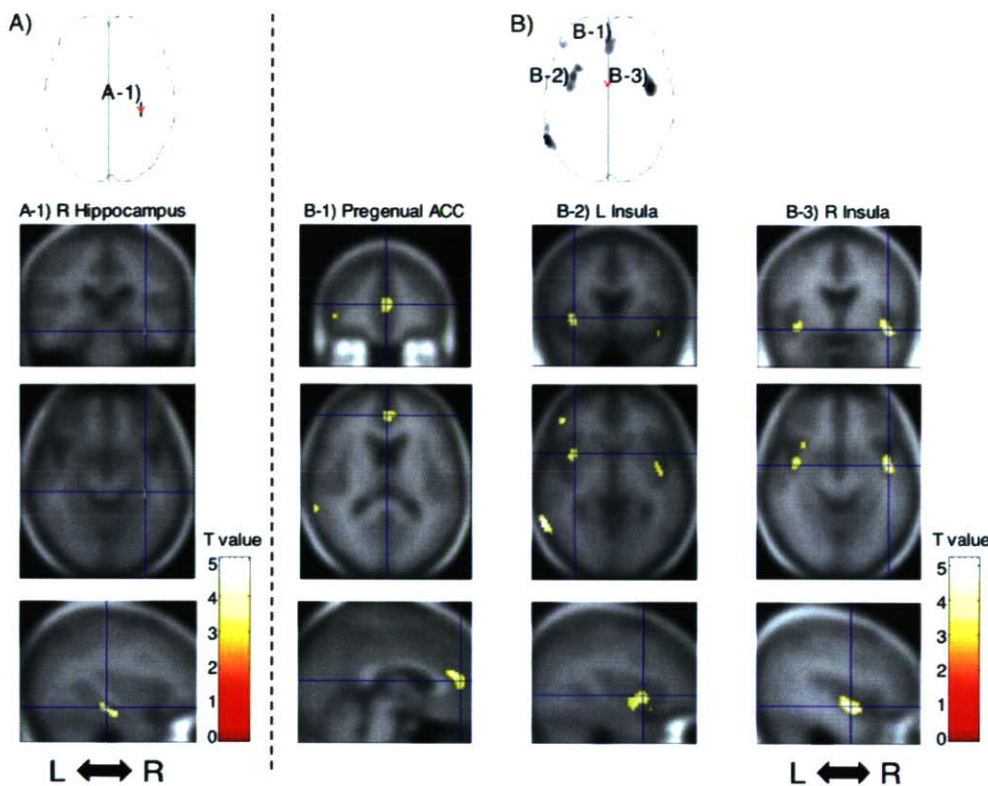 A)
A-1)
A-1) R Hippocampus
T value
5
4
3
2
1
0
L R
B)
B-1)
B-2)
B-3)
B-1) Pregenual ACC
B-2) L Insula
B-3) R Insula
T value
5
4
3
2
1
0
L R